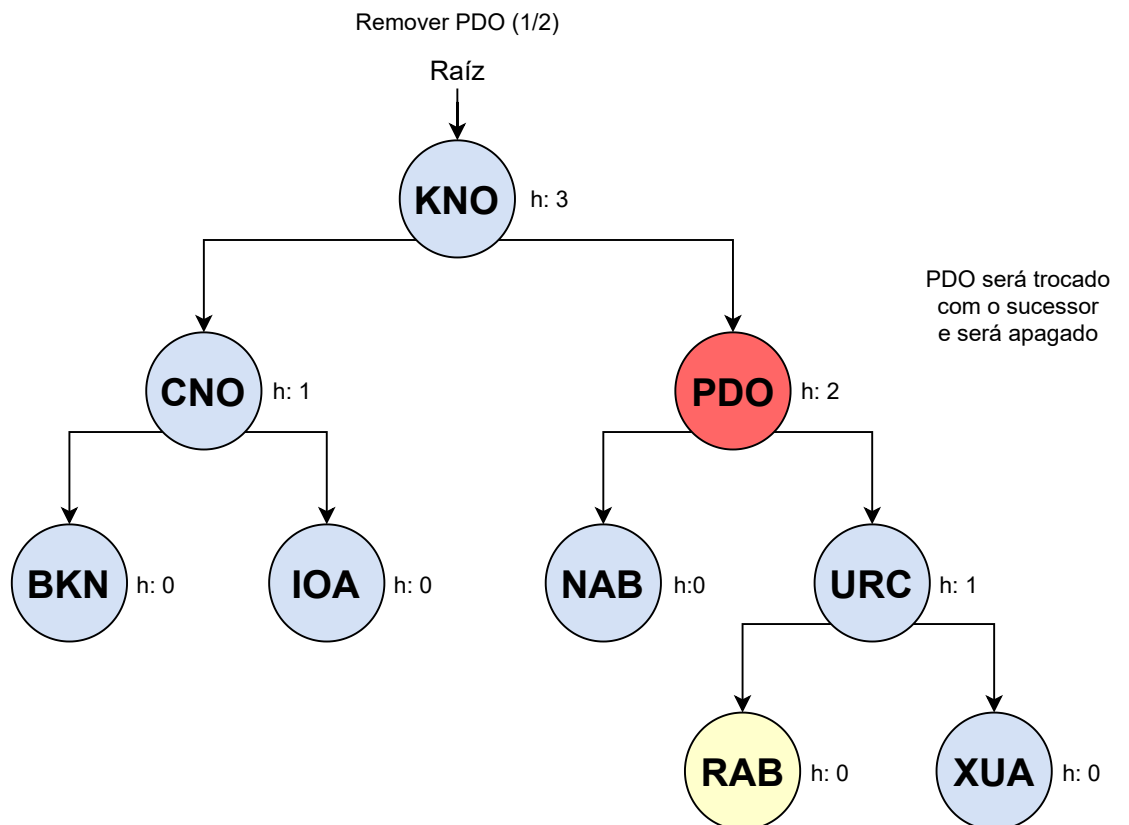 Remover PDO (1/2)
Raíz
KNO
h: 3
PDO será trocado
com o sucessor
e será apagado
CNO
h: 1
PDO
h: 2
BKN
h: 0
IOA
h: 0
NAB
h:0
URC
h: 1
RAB
h: 0
XUA
h: 0